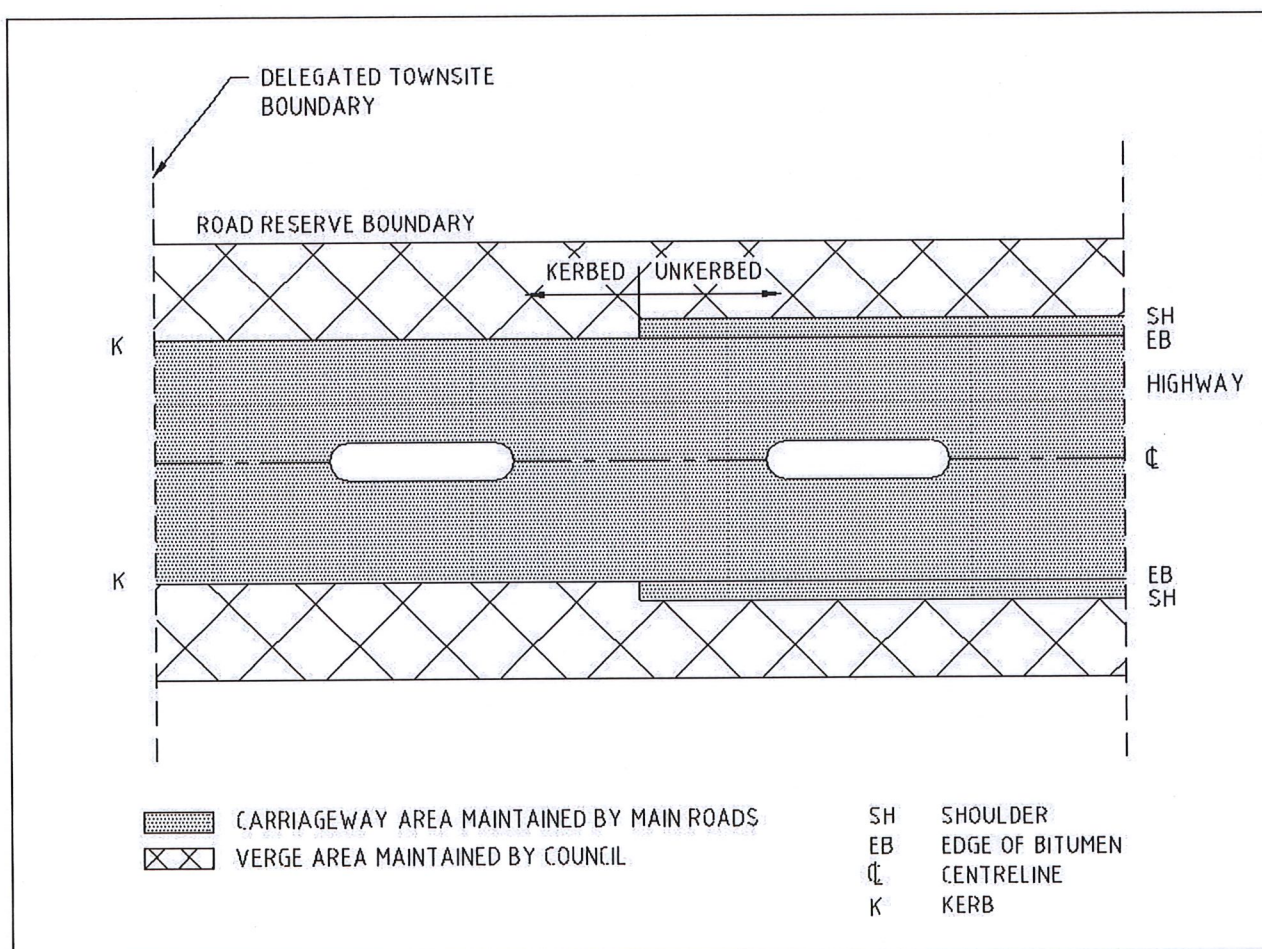 DELEGATED TOWNSITE
BOUNDARY
ROAD RESERVE BOUNDARY
KERBED
UNKERBED
SH
K
EB
HIGHWAY
℄
K
EB
SH
CARRIAGEWAY AREA MAINTAINED BY MAIN ROADS
VERGE AREA MAINTAINED BY COUNCIL
SH SHOULDER
EB EDGE OF BITUMEN
℄ CENTRELINE
K KERB